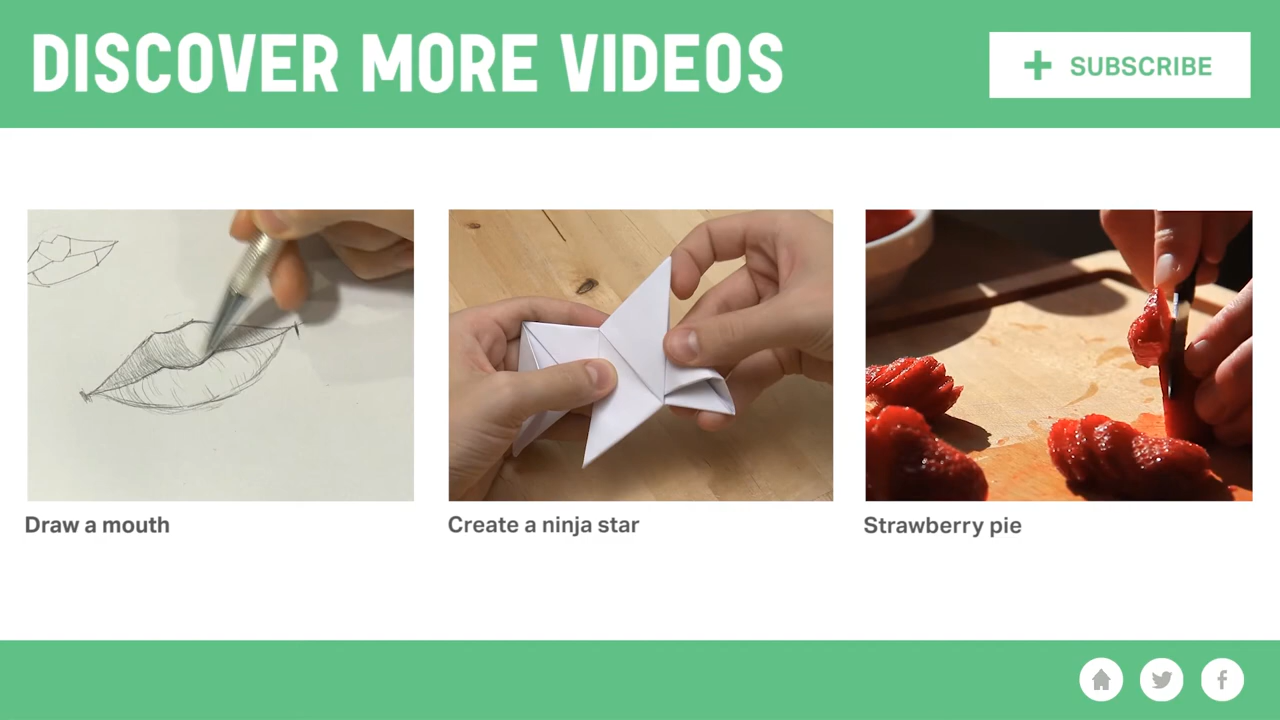 DISCOVER MORE VIDEOS
+ SUBSCRIBE
Draw a mouth
Create a ninja star
Strawberry pie